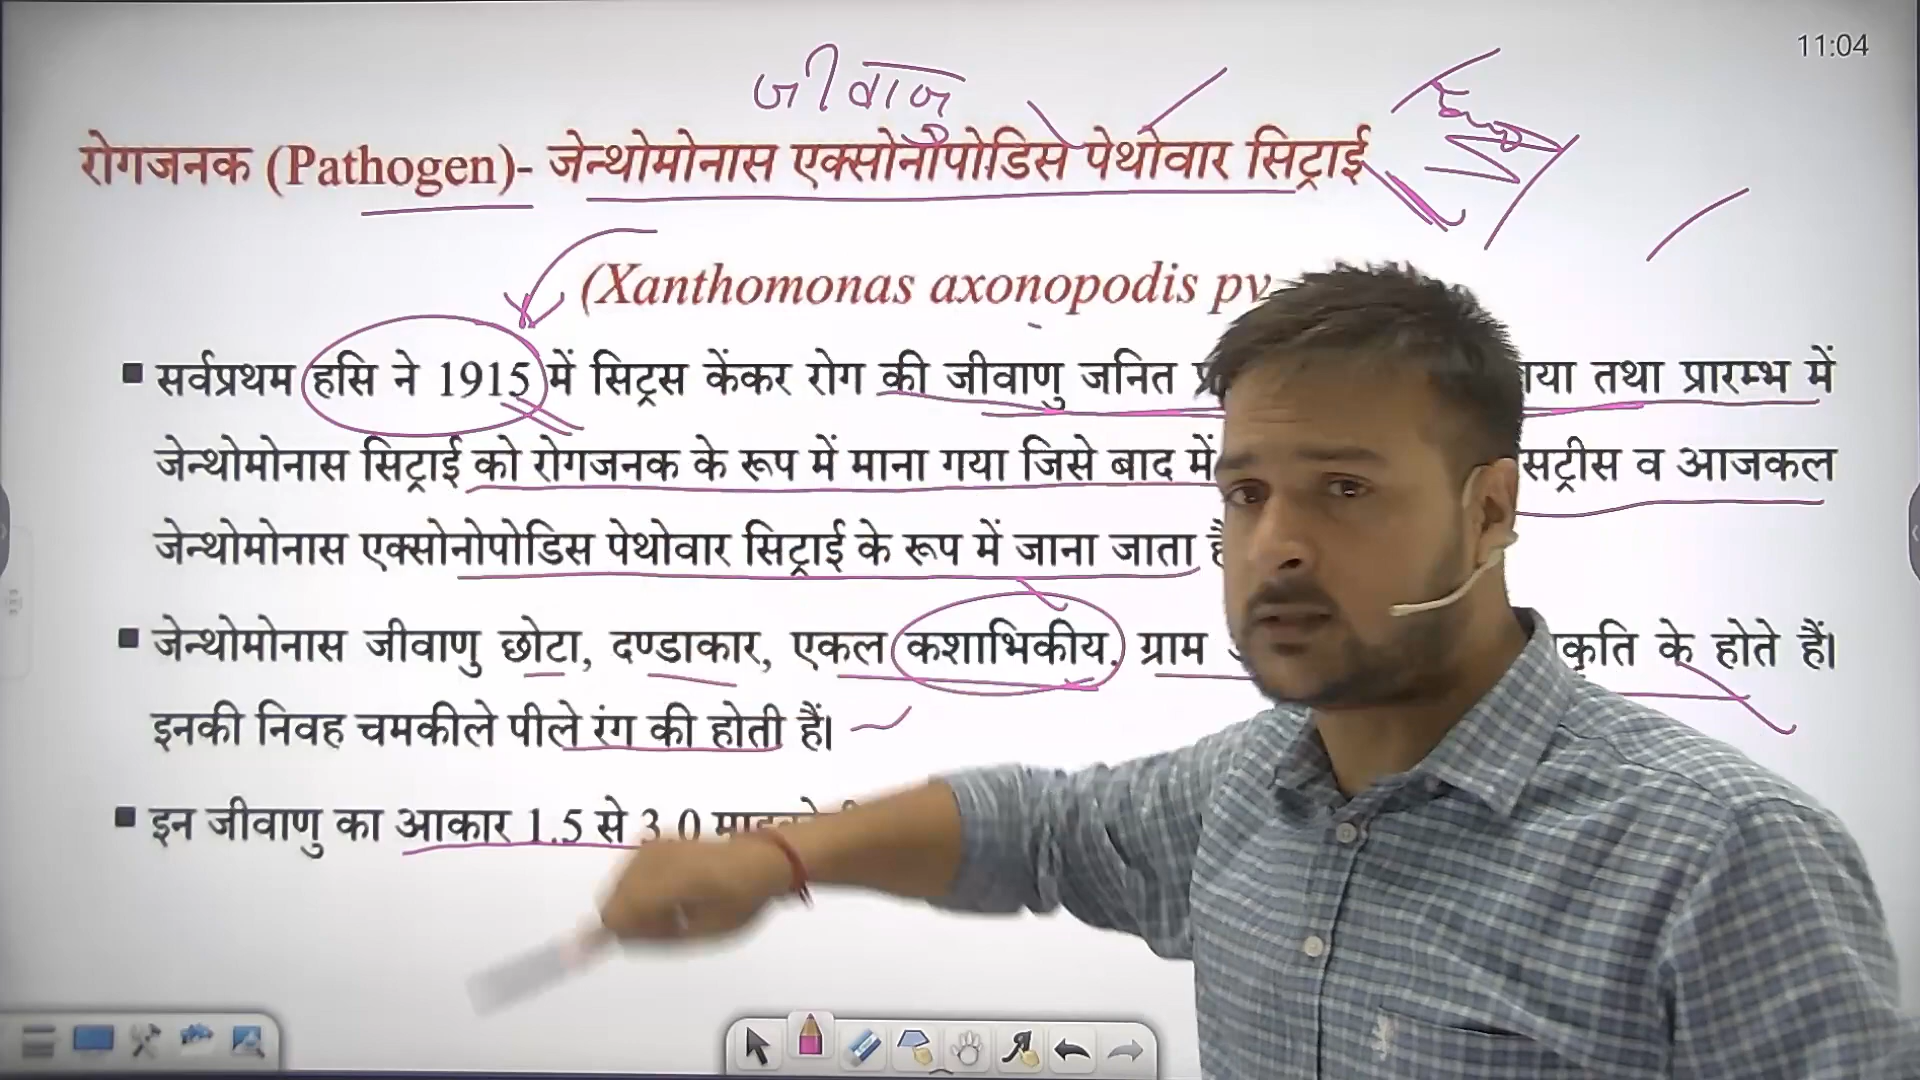 11:04
जीवाणु
रोगजनक (Pathogen)- जेन्थोमोनास एक्सोनोपोडिस पेथोवार सिट्राई
(Xanthomonas axonopodis pv
▪ सर्वप्रथम हसि ने 1915 में सिट्रस केंकर रोग की जीवाणु जनित तथा प्रारम्भ में
जेन्थोमोनास सिट्राई को रोगजनक के रूप में माना गया जिसे बाद में व आजकल
जेन्थोमोनास एक्सोनोपोडिस पेथोवार सिट्राई के रूप में जाना जाता
▪ जेन्थोमोनास जीवाणु छोटा, दण्डाकार, एकल कशाभिकीय, ग्राम के होते हैं।
इनकी निवह चमकीले पीले रंग की होती हैं।
▪ इन जीवाणु का आकार 1.5 से 3.0